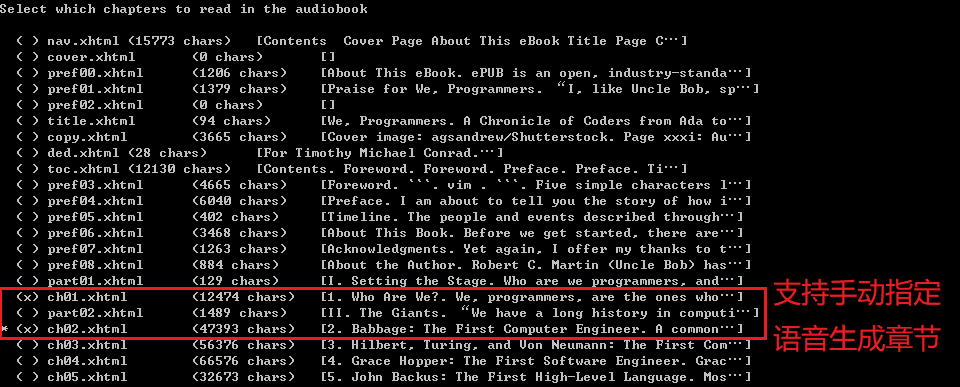 Select which chapters to read in the audiobook
( ) nav.xhtml (15773 chars) [Contents Cover Page About This eBook Title Page C…]
( ) cover.xhtml (0 chars) []
( ) pref00.xhtml (1206 chars) [About This eBook. ePUB is an open, industry-standa…]
( ) pref01.xhtml (1379 chars) [Praise for We, Programmers. “I, like Uncle Bob, sp…]
( ) pref02.xhtml (0 chars) []
( ) title.xhtml (94 chars) [We, Programmers. A Chronicle of Coders from Ada to…]
( ) copy.xhtml (3665 chars) [Cover image: agsandrew/Shutterstock. Page xxxi: Au…]
( ) ded.xhtml (28 chars) [For Timothy Michael Conrad.…]
( ) toc.xhtml (12130 chars) [Contents. Foreword. Foreword. Preface. Preface. Ti…]
( ) pref03.xhtml (4665 chars) [Foreword. ```. vim . ```. Five simple characters l…]
( ) pref04.xhtml (6040 chars) [Preface. I am about to tell you the story of how i…]
( ) pref05.xhtml (402 chars) [Timeline. The people and events described through…]
( ) pref06.xhtml (3468 chars) [About This Book. Before we get started, there are…]
( ) pref07.xhtml (1263 chars) [Acknowledgments. Yet again, I offer my thanks to t…]
( ) pref08.xhtml (884 chars) [About the Author. Robert C. Martin (Uncle Bob) has…]
( ) part01.xhtml (129 chars) [I. Setting the Stage. Who are we programmers, and…]
(x) ch01.xhtml (12474 chars) [1. Who Are We?. We, programmers, are the ones who…]
( ) part02.xhtml (1489 chars) [II. The Giants. “We have a long history in computi…]
* (x) ch02.xhtml (47393 chars) [2. Babbage: The First Computer Engineer. A common…]
( ) ch03.xhtml (56376 chars) [3. Hilbert, Turing, and Von Neumann: The First Com…]
( ) ch04.xhtml (66576 chars) [4. Grace Hopper: The First Software Engineer. Grac…]
( ) ch05.xhtml (32673 chars) [5. John Backus: The First High-Level Language. Mos…]
支持手动指定
语音生成章节